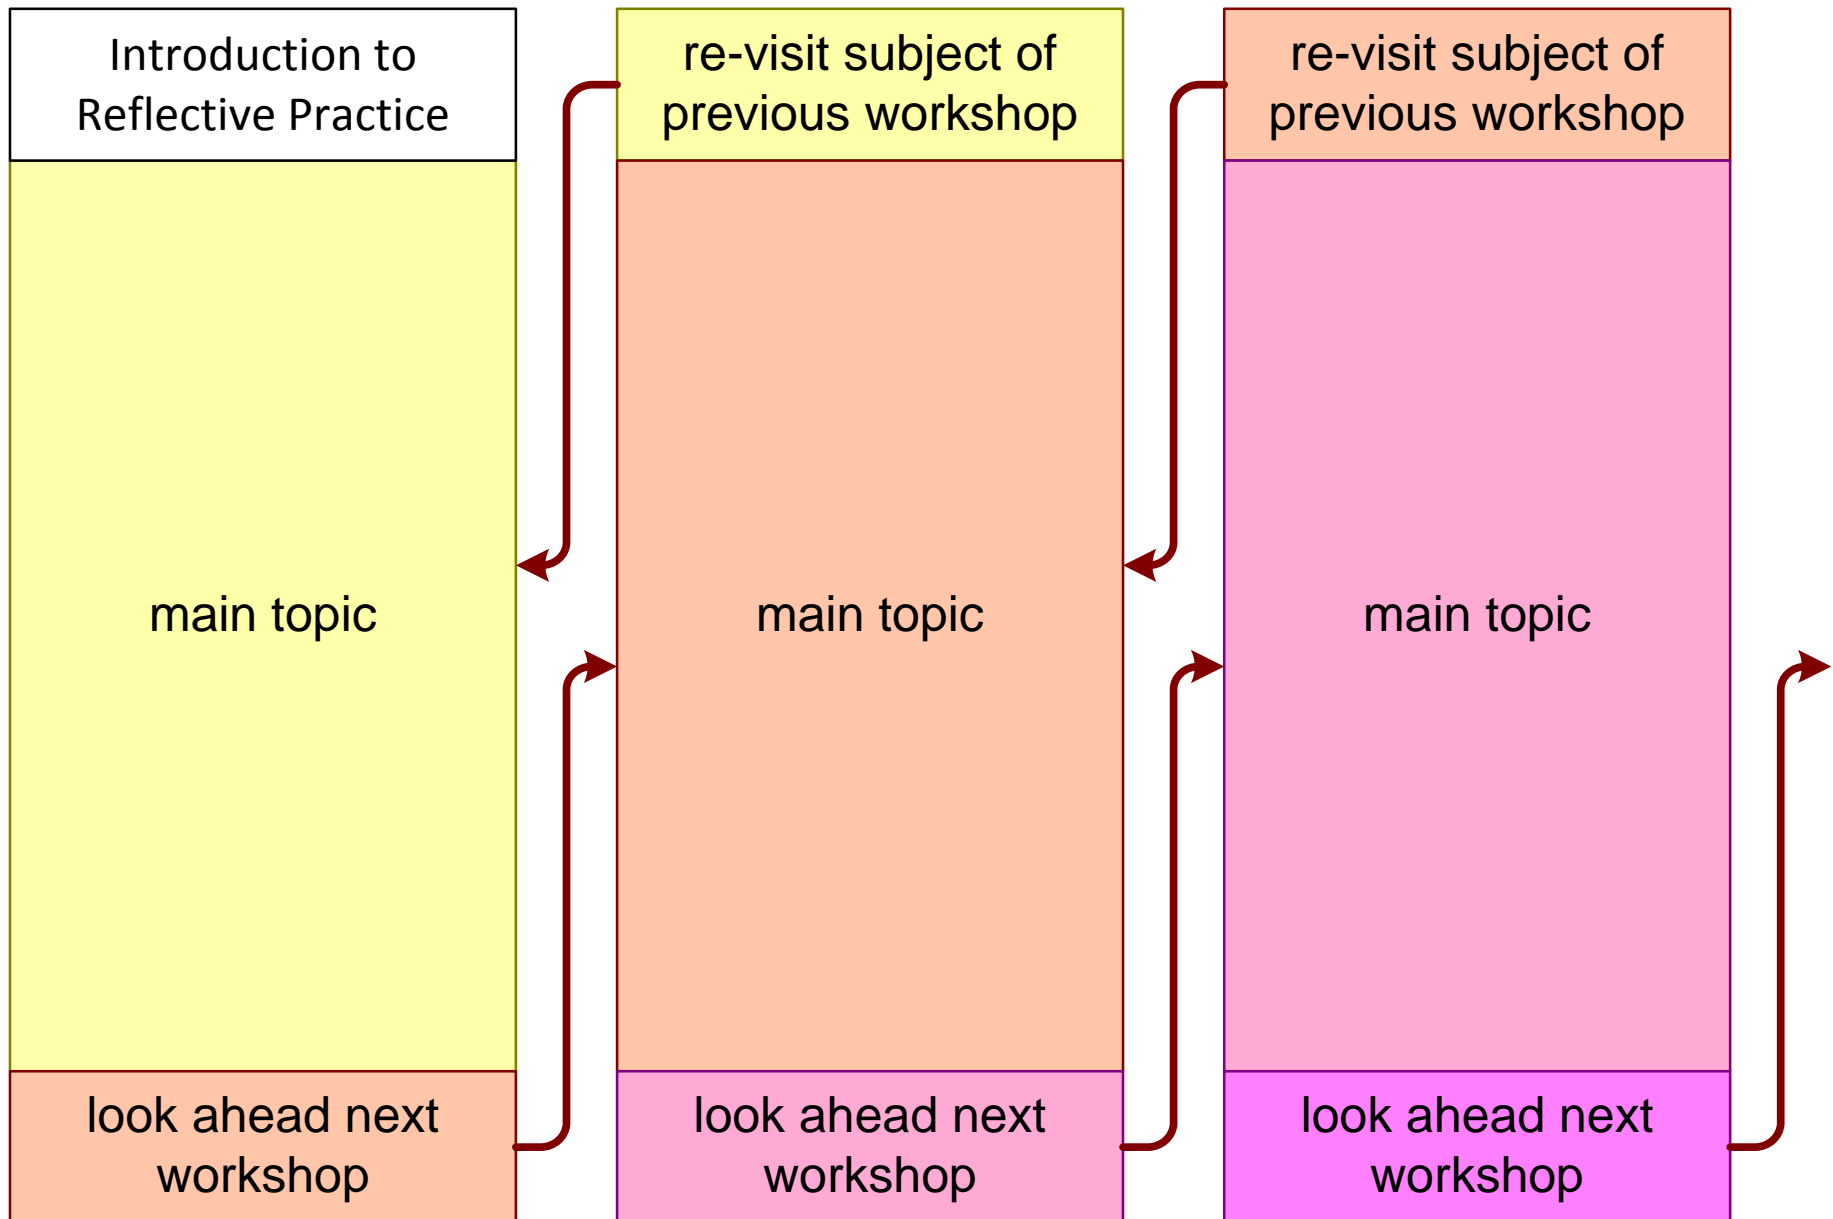 Introduction to
Reflective Practice
main topic
look ahead next
workshop
re-visit subject of
previous workshop
main topic
look ahead next
workshop
re-visit subject of
previous workshop
main topic
look ahead next
workshop